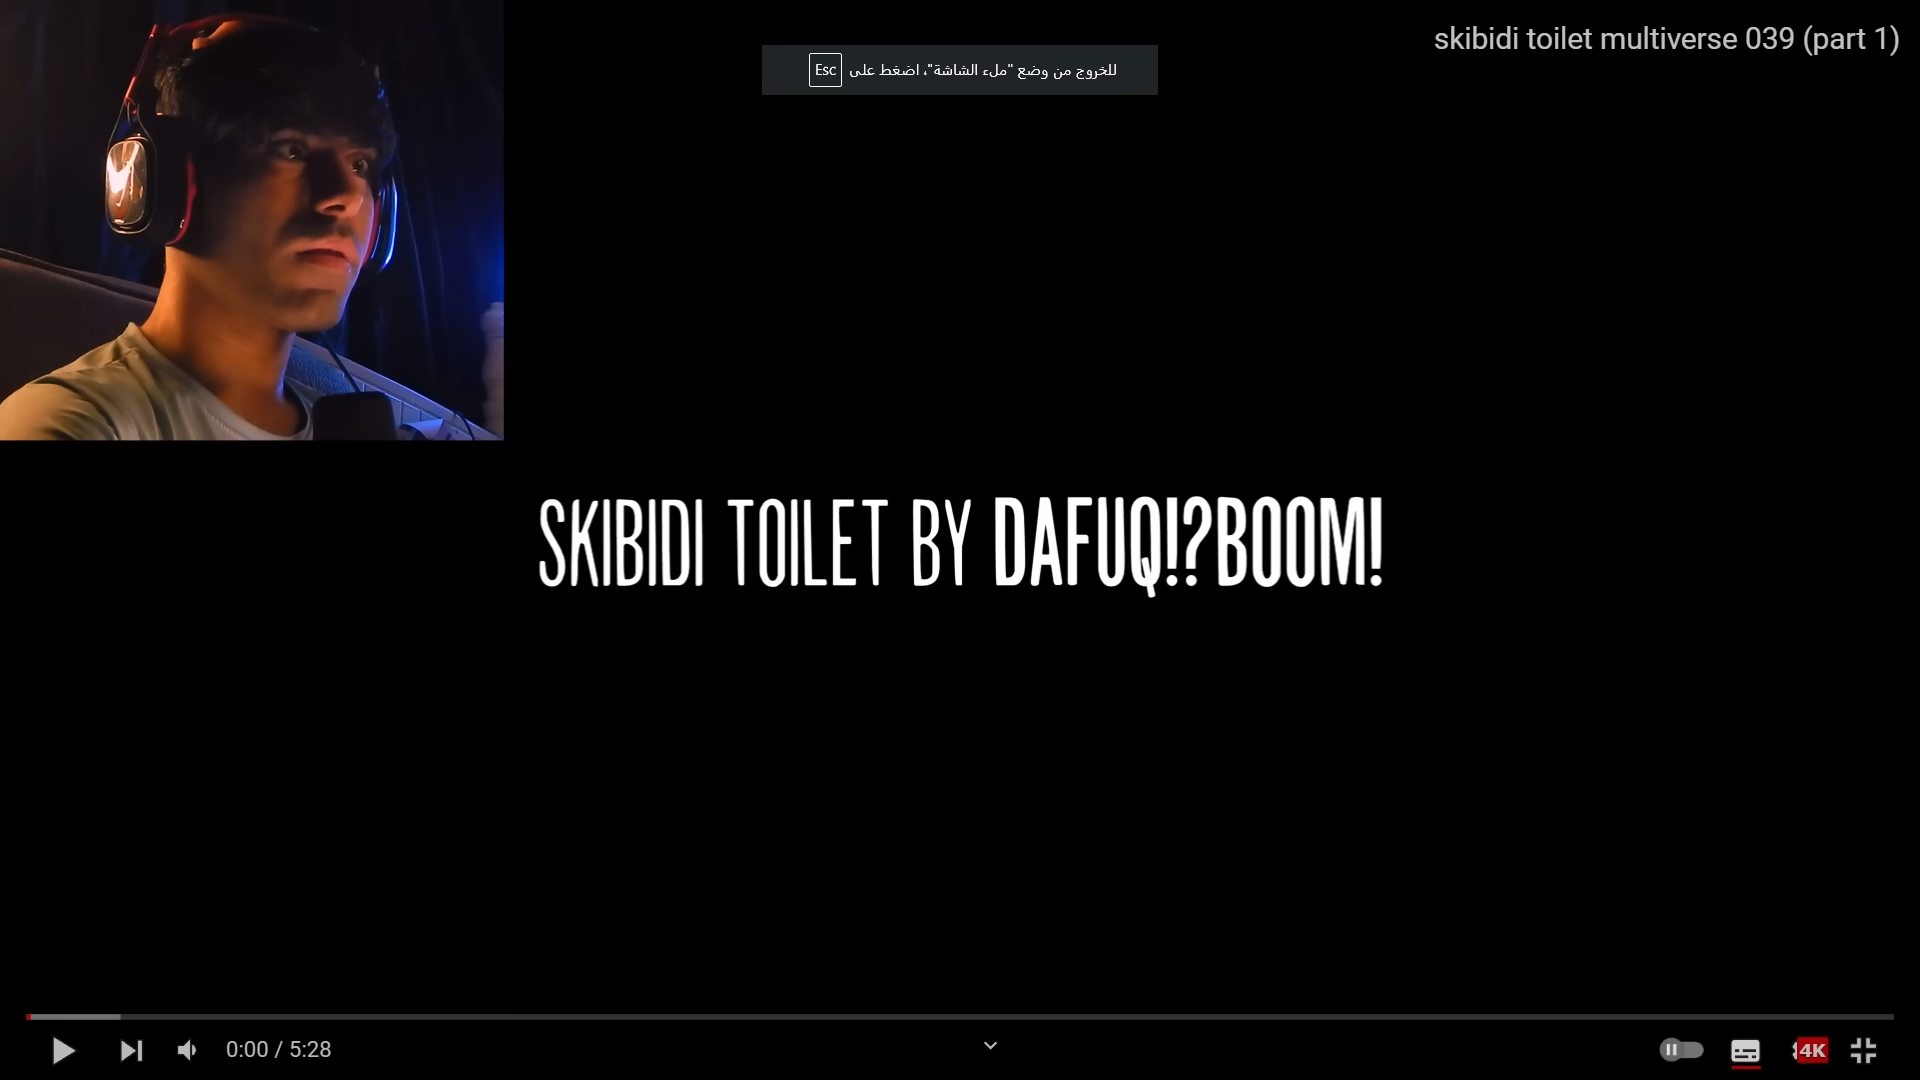 skibidi toilet multiverse 039 (part 1)
للخروج من وضع "ملء الشاشة"، اضغط على Esc
SKIBIDI TOILET BY DAFUQ!?BOOM!
0:00 / 5:28
4K